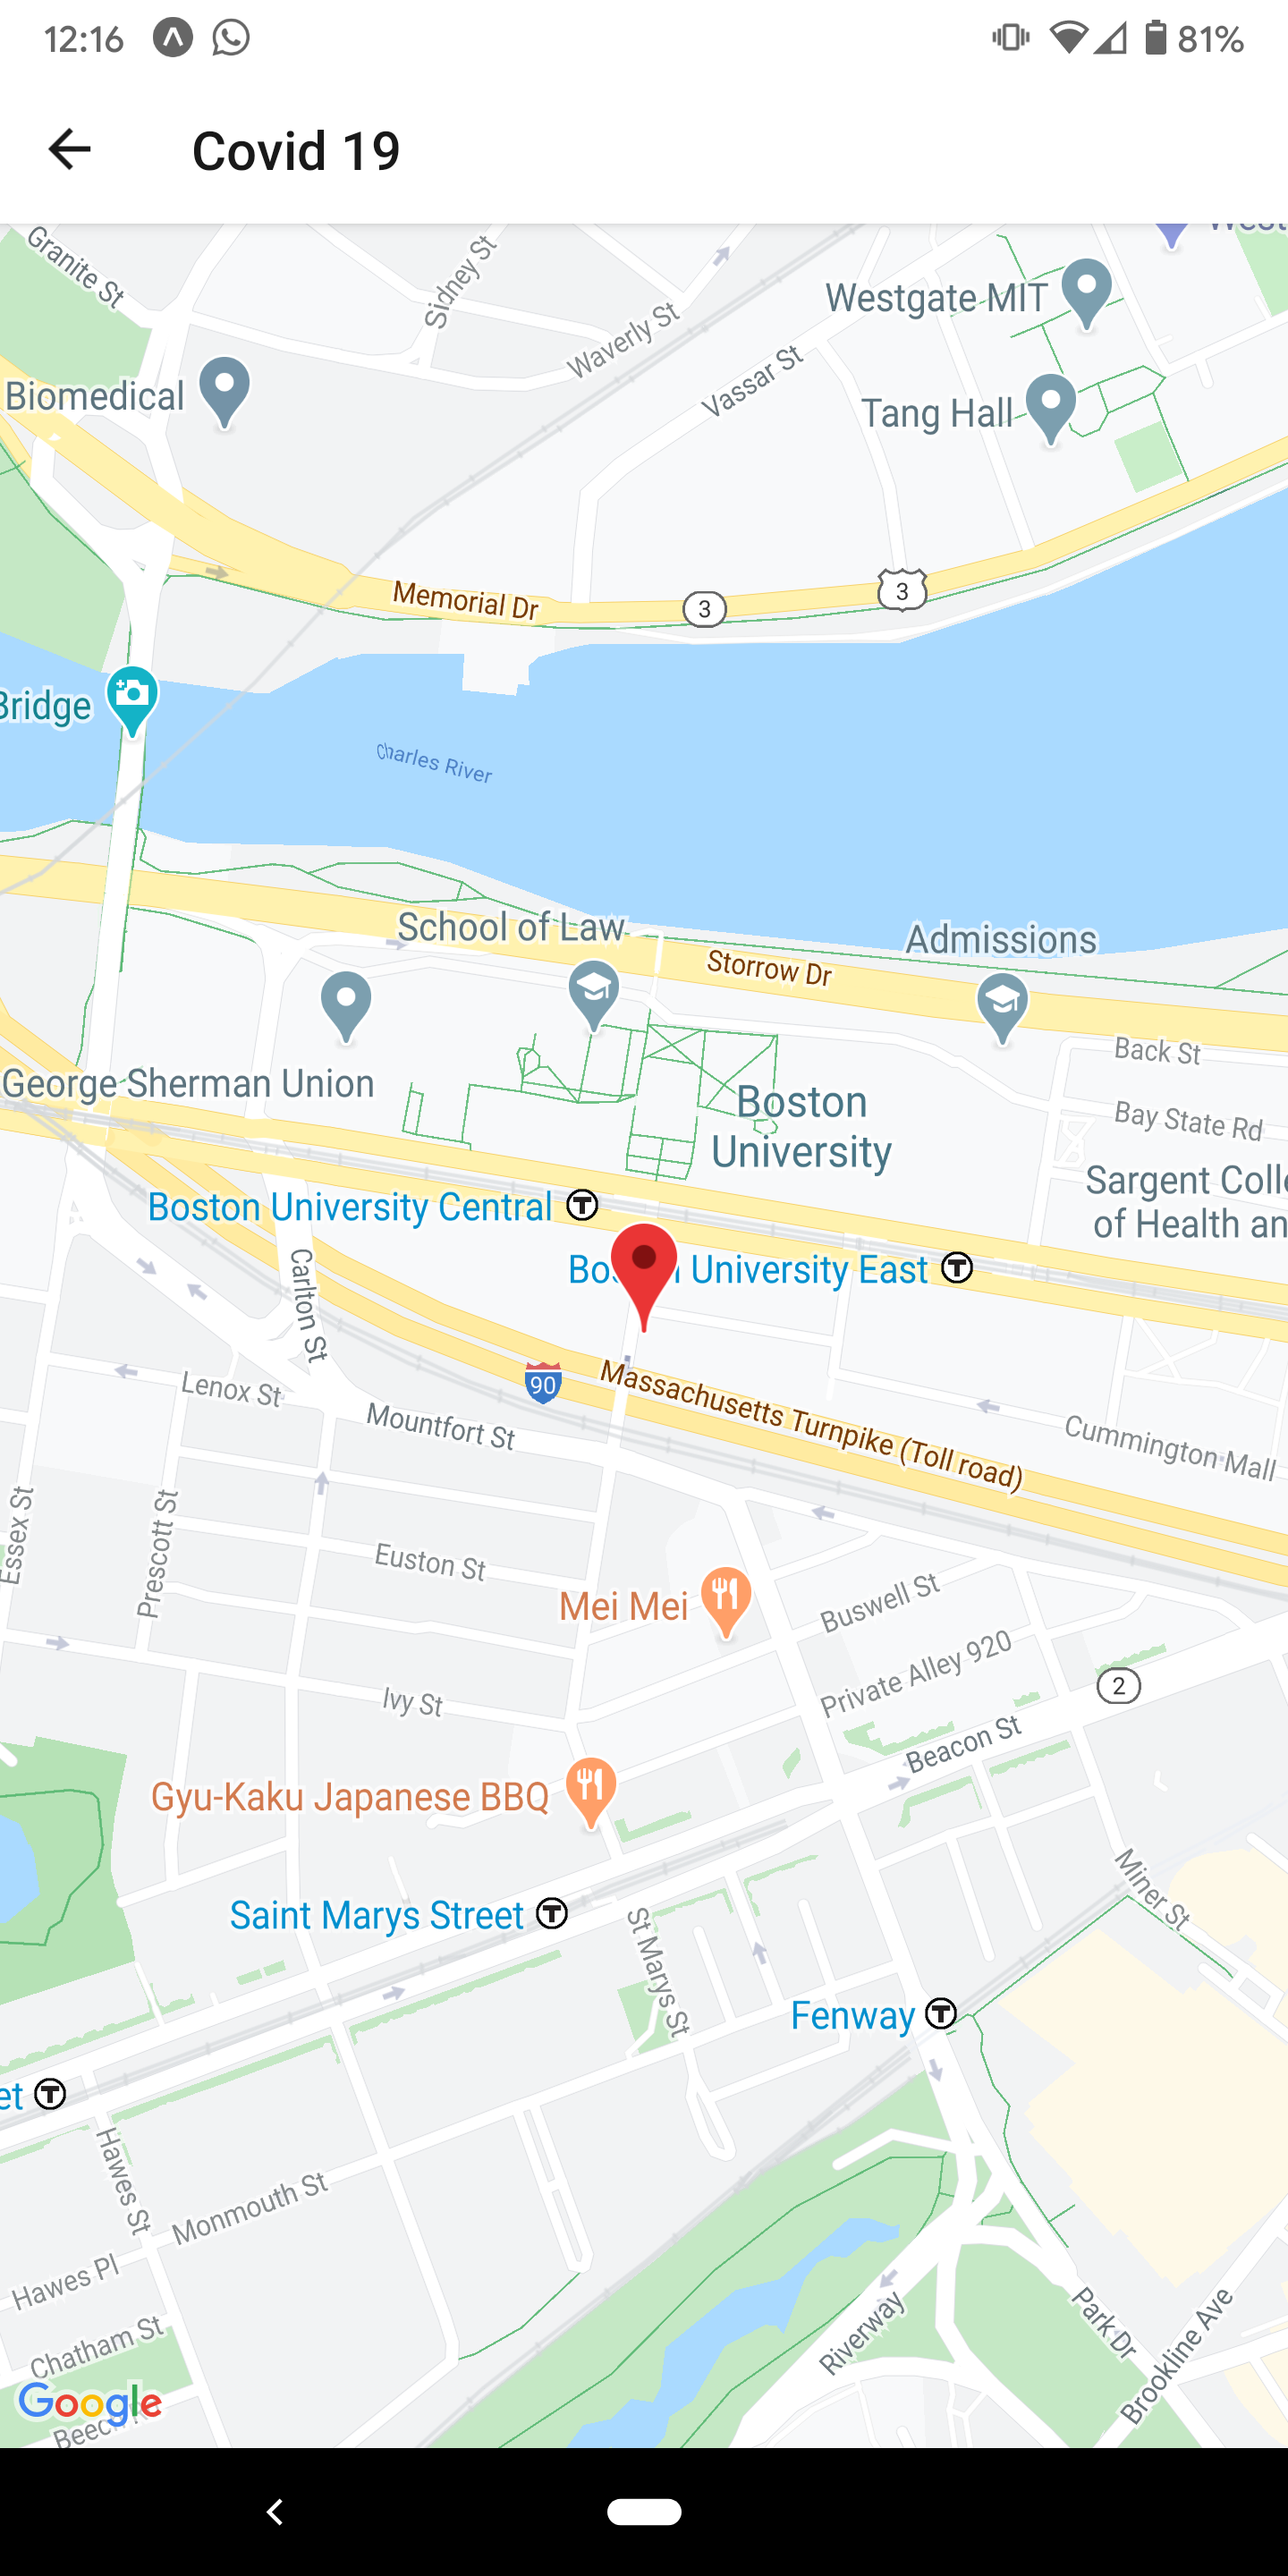 12:16
81%
Covid 19
Granite St
Sidney St
Waverly St
Westgate MIT
Biomedical
Vassar St
Tang Hall
Memorial Dr
3
3
Bridge
Charles River
School of Law
Admissions
Storrow Dr
Back St
George Sherman Union
Boston
University
Bay State Rd
Sargent Colle
of Health an
Boston University Central
T
University East
T
Carlton St
90
Massachusetts Turnpike (Toll road)
Lenox St
Mountfort St
Cummington Mall
Essex St
Prescott St
Euston St
Mei Mei
Buswell St
Private Alley 920
2
Ivy St
Beacon St
Gyu-Kaku Japanese BBQ
Miner St
Saint Marys Street
T
St Marys St
Fenway
T
et
T
Hawes St
Monmouth St
Hawes Pl
Riverway
Park Dr
Brookline Ave
Chatham St
Google